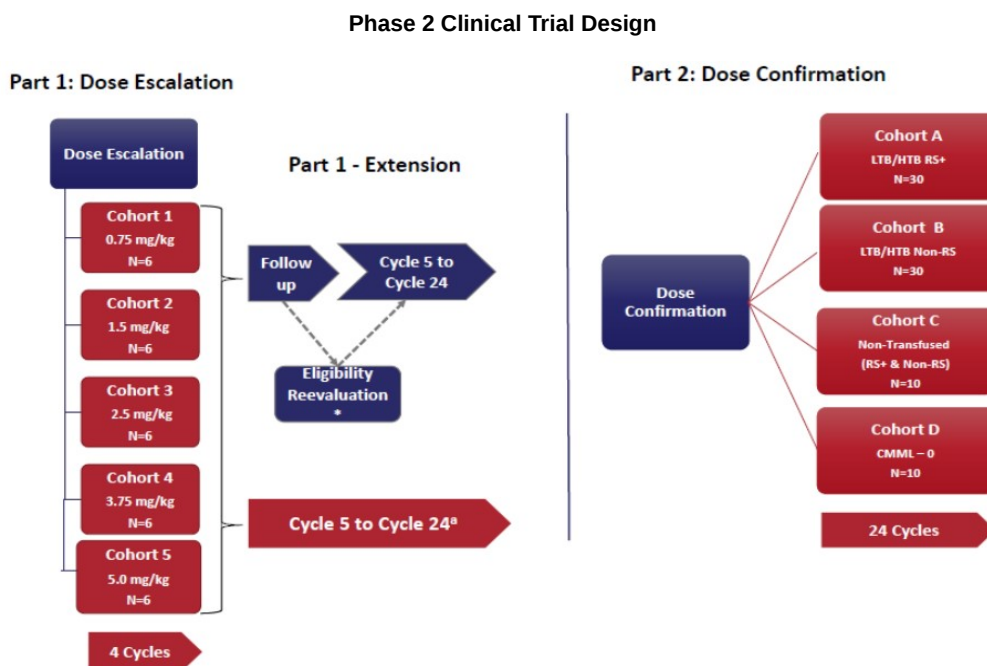 Phase 2 Clinical Trial Design
Part 1: Dose Escalation
Dose Escalation
Cohort 1
0.75 mg/kg
N=6
Cohort 2
1.5 mg/kg
N=6
Cohort 3
2.5 mg/kg
N=6
Cohort 4
3.75 mg/kg
N=6
Cohort 5
5.0 mg/kg
N=6
4 Cycles
Part 1 - Extension
Follow
up
Cycle 5 to
Cycle 24
Eligibility
Reevaluation
*
Cycle 5 to Cycle 24ª
Part 2: Dose Confirmation
Dose
Confirmation
Cohort A
LTB/HTB RS+
N=30
Cohort B
LTB/HTB Non-RS
N=30
Cohort C
Non-Transfused
(RS+ & Non-RS)
N=10
Cohort D
CMML – 0
N=10
24 Cycles